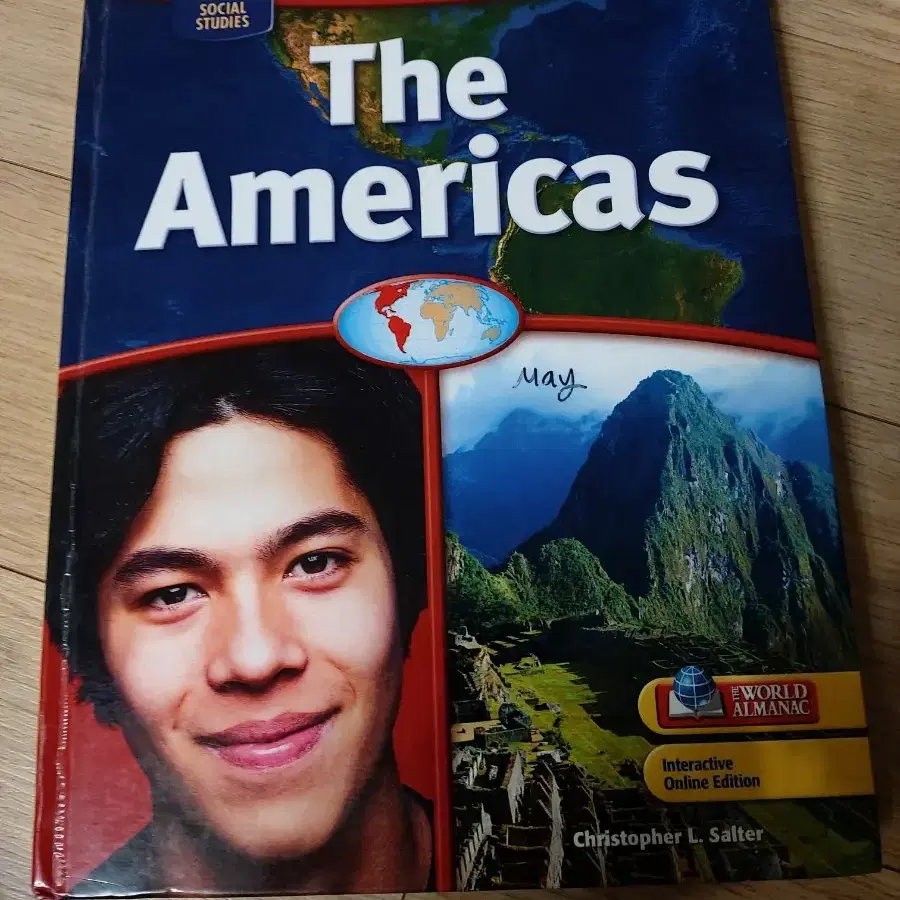 SOCIAL
STUDIES
The
Americas
May
THE WORLD
ALMANAC
Interactive
Online Edition
Christopher L. Salter